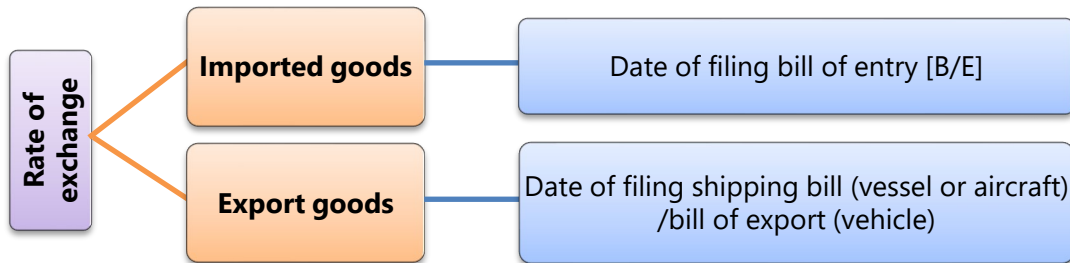 Rate of
exchange
Imported goods
Date of filing bill of entry [B/E]
Export goods
Date of filing shipping bill (vessel or aircraft)
/bill of export (vehicle)